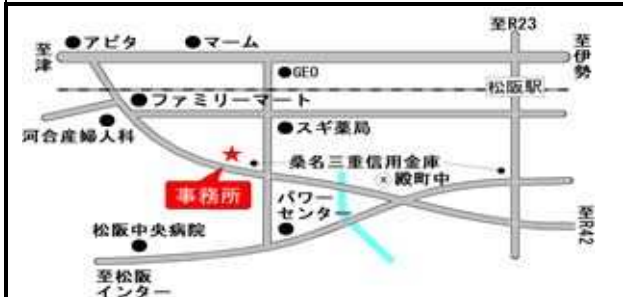 至R23
アピタ
マーム
至
津
至
伊
勢
GEO
松阪駅
ファミリーマート
河合産婦人科
スギ薬局
桑名三重信用金庫
殿町中
事務所
パワー
センター
至
R42
松阪中央病院
至松阪
インター